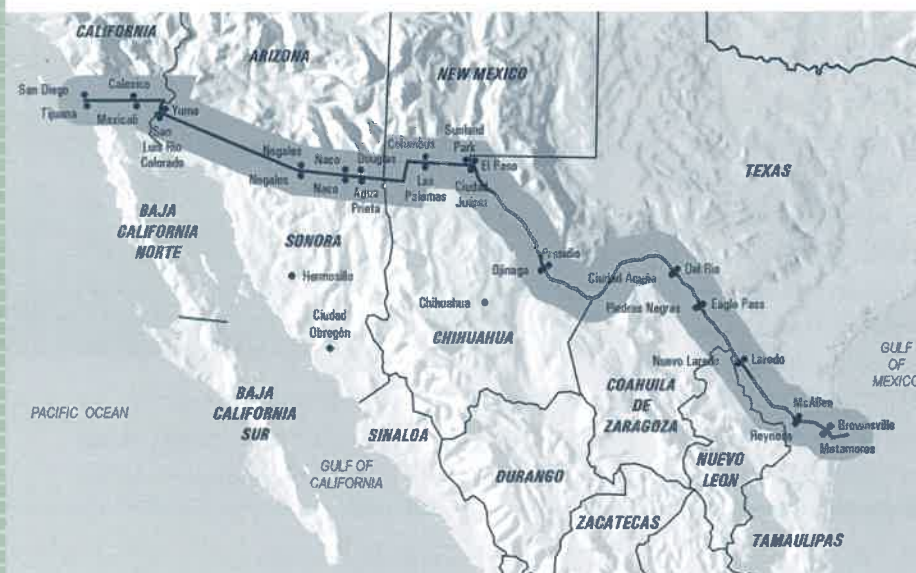 CALIFORNIA
ARIZONA
NEW MEXICO
TEXAS
San Diego
Tijuana
Calexico
Mexicali
Yuma
San
Luis Rio
Colorado
Nogales
Nogales
Naco
Naco
Douglas
Agua
Prieta
Columbus
Las
Palomas
Sunland
Park
El Paso
Ciudad
Juárez
BAJA
CALIFORNIA
NORTE
SONORA
Hermosillo
Ciudad
Obregón
Chihuahua
CHIHUAHUA
Ojinaga
Presidio
Ciudad Acuña
Del Rio
Piedras Negras
Eagle Pass
Nuevo Laredo
Laredo
GULF
OF
MEXICO
COAHUILA
DE
ZARAGOZA
McAllen
Reynosa
Brownsville
Matamoros
PACIFIC OCEAN
BAJA
CALIFORNIA
SUR
SINALOA
GULF OF
CALIFORNIA
DURANGO
NUEVO
LEON
ZACATECAS
TAMAULIPAS